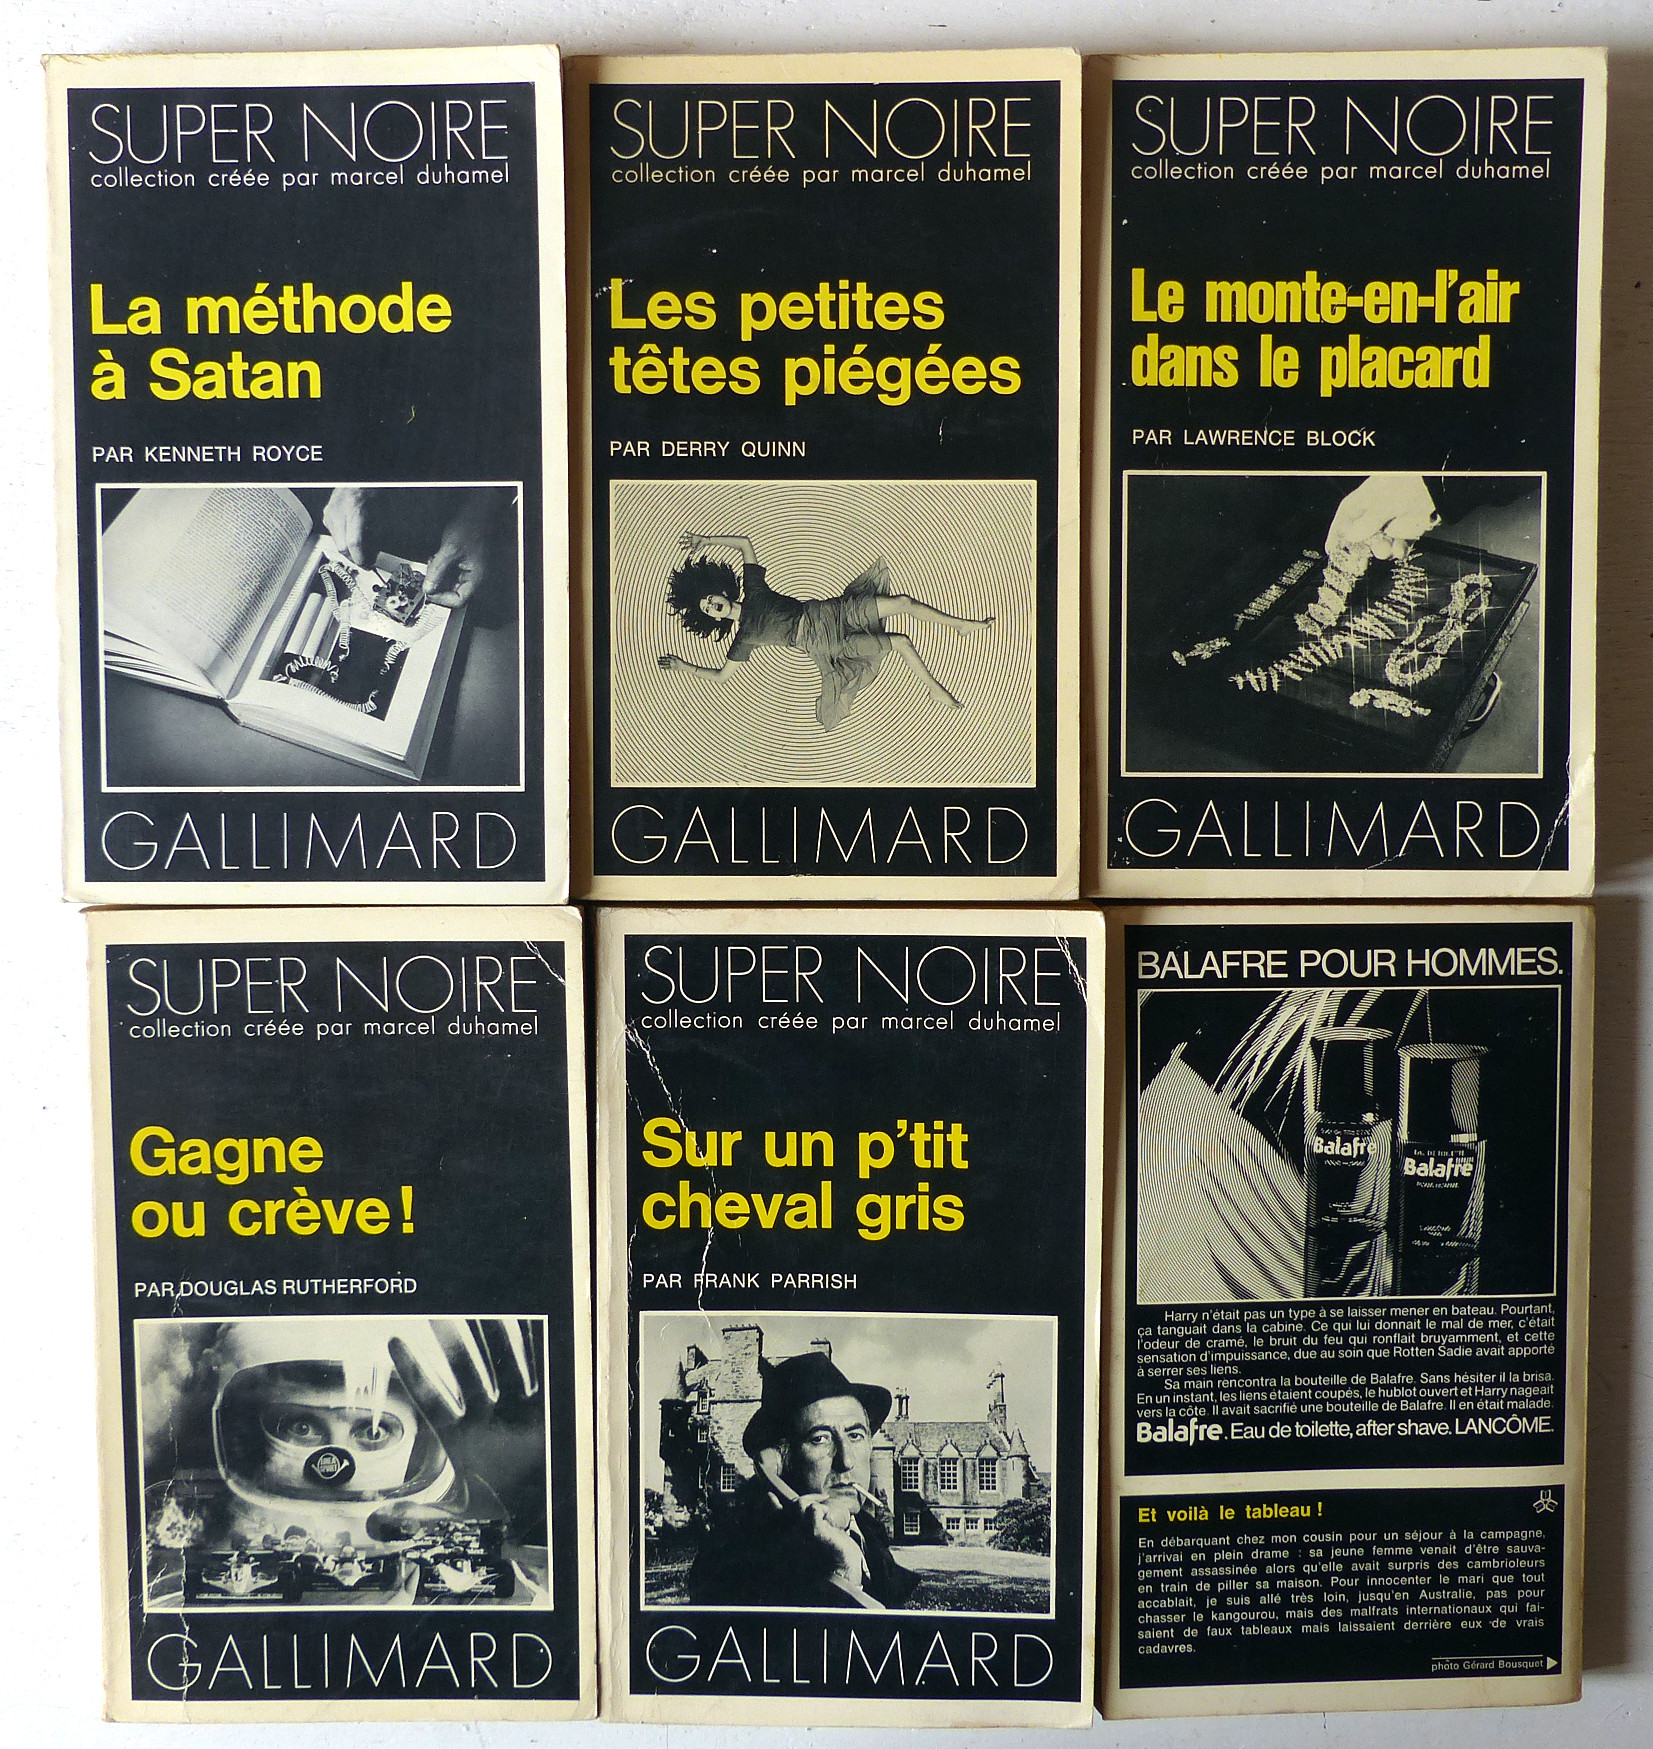 SUPER NOIRE
collection créée par marcel duhamel
La méthode
à Satan
PAR KENNETH ROYCE
GALLIMARD
SUPER NOIRE
collection créée par marcel duhamel
Les petites
têtes piégées
PAR DERRY QUINN
GALLIMARD
SUPER NOIRE
collection créée par marcel duhamel
Le monte-en-l'air
dans le placard
PAR LAWRENCE BLOCK
GALLIMARD
SUPER NOIRE
collection créée par marcel duhamel
Gagne
ou crève!
PAR DOUGLAS RUTHERFORD
GALLIMARD
SUPER NOIRE
collection créée par marcel duhamel
Sur un p'tit
cheval gris
PAR FRANK PARRISH
GALLIMARD
BALAFRE POUR HOMMES.
Balafre
Balafre
Harry n'était pas un type à se laisser mener en bateau. Pourtant,
ça tanguait dans la cabine. Ce qui lui donnait le mal de mer, c'était
l'odeur de cramé, le bruit du feu qui ronflait bruyamment, et cette
sensation d'impuissance, due au soin que Rotten Sadie avait apporté
à serrer ses liens.
Sa main rencontra la bouteille de Balafre. Sans hésiter il la brisa.
En un instant, les liens étaient coupés, le hublot ouvert et Harry nageait
vers la côte. Il avait sacrifié une bouteille de Balafre. Il en était malade.
Balafre. Eau de toilette, after shave. LANCÔME.
Et voilà le tableau !
En débarquant chez mon cousin pour un séjour à la campagne,
j'arrivai en plein drame : sa jeune femme venait d'être sauva-
gement assassinée alors qu'elle avait surpris des cambrioleurs
en train de piller sa maison. Pour innocenter le mari que tout
accablait, je suis allé très loin, jusqu'en Australie, pas pour
chasser le kangourou, mais des malfrats internationaux qui fai-
saient de faux tableaux mais laissaient derrière eux de vrais
cadavres.
photo Gérard Bousquet